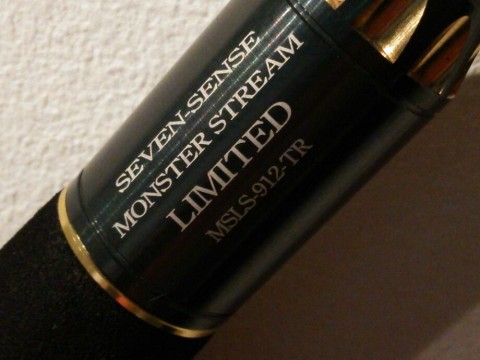 SEVEN-SENSE
MONSTER STREAM
LIMITED
MSLS-912-TR